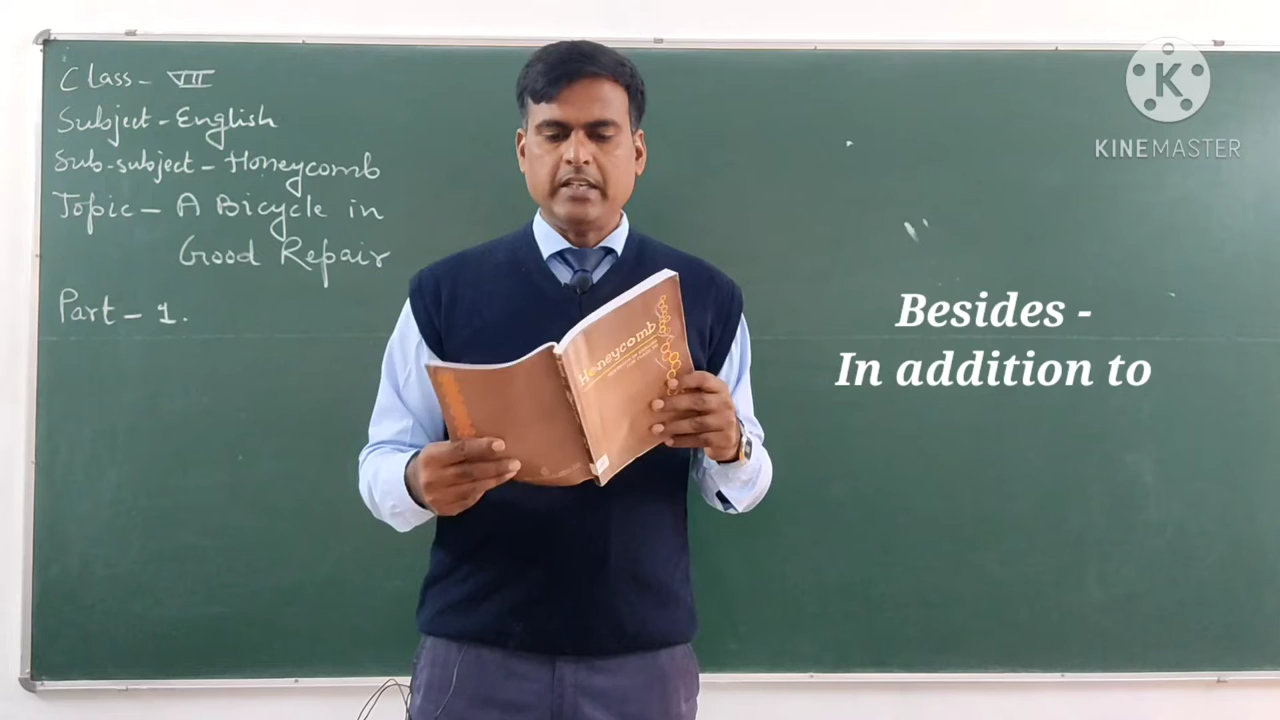 Class - VII
Subject - English
Sub-subject - Honeycomb
Topic - A Bicycle in
Good Repair
Part - 1.
Honeycomb
K
KINEMASTER
Besides -
In addition to